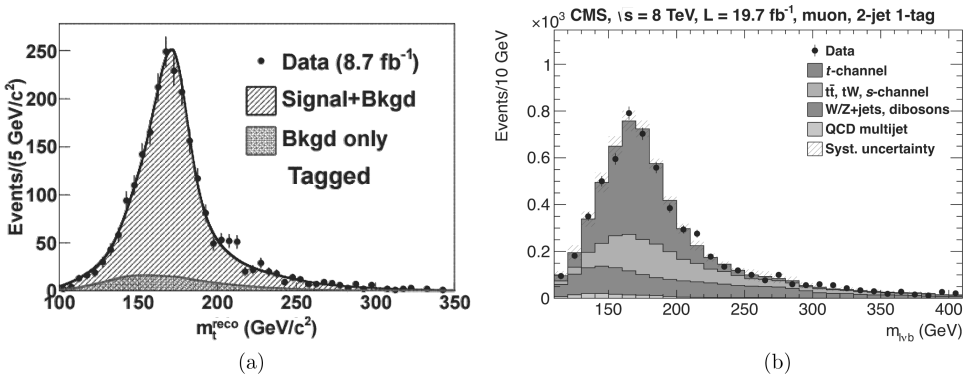 Events/(5 GeV/c²)
250
200
150
100
50
0
Data (8.7 fb⁻¹)
Signal+Bkgd
Bkgd only
Tagged
100 150 200 250 300 350
mₜʳᵉᶜᵒ (GeV/c²)
(a)
×10³ CMS, √s = 8 TeV, L = 19.7 fb⁻¹, muon, 2-jet 1-tag
Events/10 GeV
1
0.8
0.6
0.4
0.2
0
Data
t-channel
tt̄, tW, s-channel
W/Z+jets, dibosons
QCD multijet
Syst. uncertainty
150 200 250 300 350 400
m_lνb (GeV)
(b)